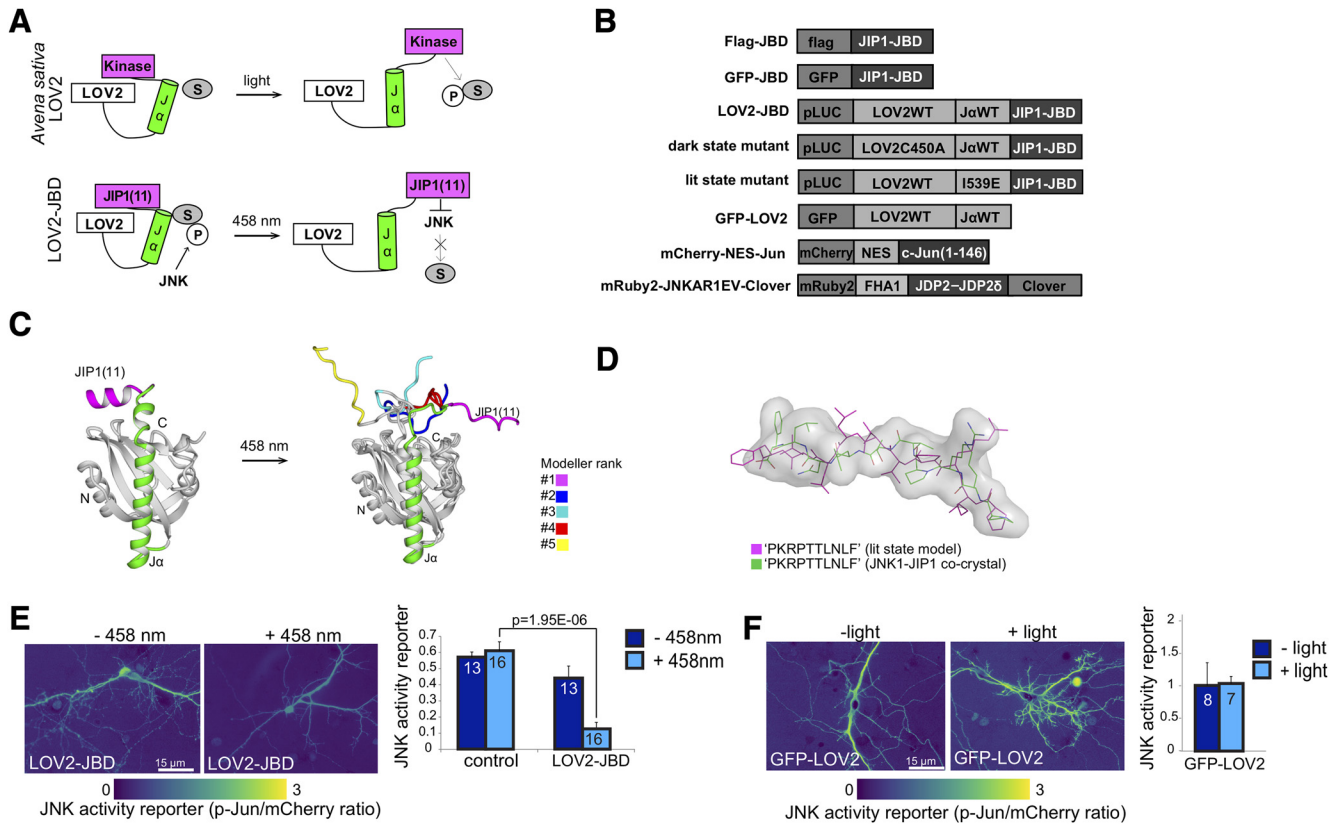 A
Avena sativa
LOV2
Kinase
LOV2
J
α
S
light
Kinase
LOV2
J
α
P
S
LOV2-JBD
JIP1(11)
LOV2
J
α
S
P
JNK
458 nm
JIP1(11)
LOV2
J
α
JNK
S
B
Flag-JBD
flag
JIP1-JBD
GFP-JBD
GFP
JIP1-JBD
LOV2-JBD
pLUC
LOV2WT
JαWT
JIP1-JBD
dark state mutant
pLUC
LOV2C450A
JαWT
JIP1-JBD
lit state mutant
pLUC
LOV2WT
I539E
JIP1-JBD
GFP-LOV2
GFP
LOV2WT
JαWT
mCherry-NES-Jun
mCherry
NES
c-Jun(1-146)
mRuby2-JNKAR1EV-Clover
mRuby2
FHA1
JDP2−JDP2δ
Clover
C
JIP1(11)
C
N
Jα
458 nm
JIP1(11)
C
N
Jα
Modeller rank
#1
#2
#3
#4
#5
D
'PKRPTTLNLF' (lit state model)
'PKRPTTLNLF' (JNK1-JIP1 co-crystal)
E
- 458 nm
+ 458 nm
LOV2-JBD
15 µm
LOV2-JBD
0
3
JNK activity reporter (p-Jun/mCherry ratio)
JNK activity reporter
0.7
0.6
0.5
0.4
0.3
0.2
0.1
0
p=1.95E-06
13
16
13
16
control
LOV2-JBD
- 458nm
+ 458nm
F
-light
+ light
GFP-LOV2
15 µm
GFP-LOV2
0
3
JNK activity reporter (p-Jun/mCherry ratio)
JNK activity reporter
2
1.5
1
0.5
0
8
7
GFP-LOV2
- light
+ light